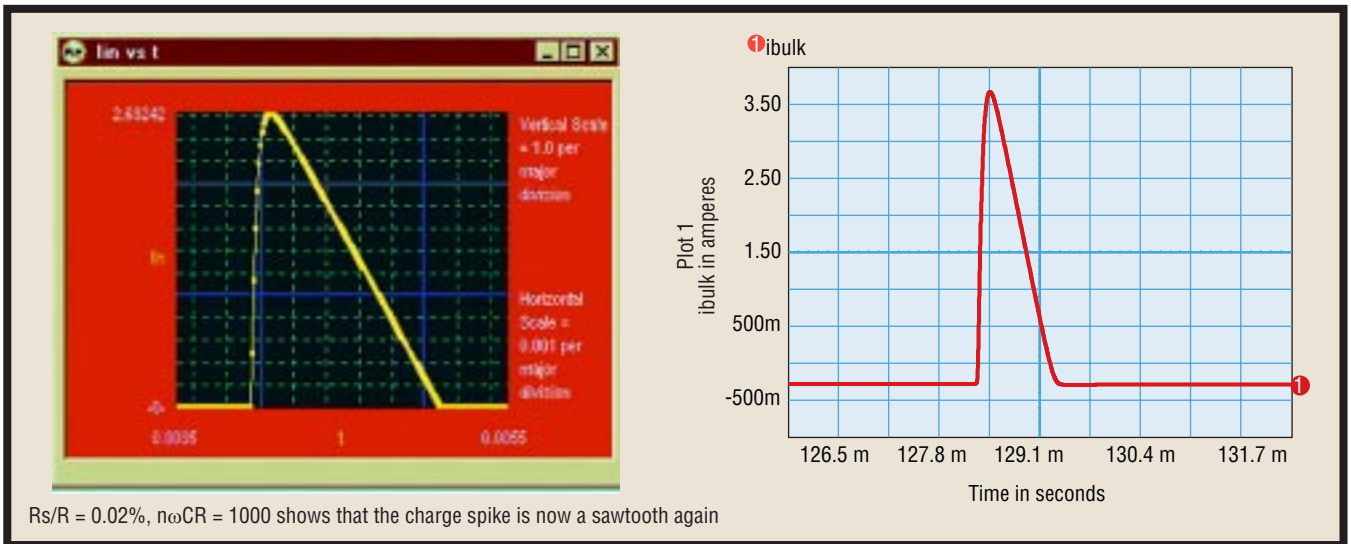 Iin vs t
Vertical Scale
= 1.0 per
major
division
Iin
Horizontal
Scale =
0.001 per
major
division
-0-
0.0035
t
0.0055
1 ibulk
Plot 1
ibulk in amperes
3.50
2.50
1.50
500m
-500m
1
126.5 m
127.8 m
129.1 m
130.4 m
131.7 m
Time in seconds
Rs/R = 0.02%, nωCR = 1000 shows that the charge spike is now a sawtooth again